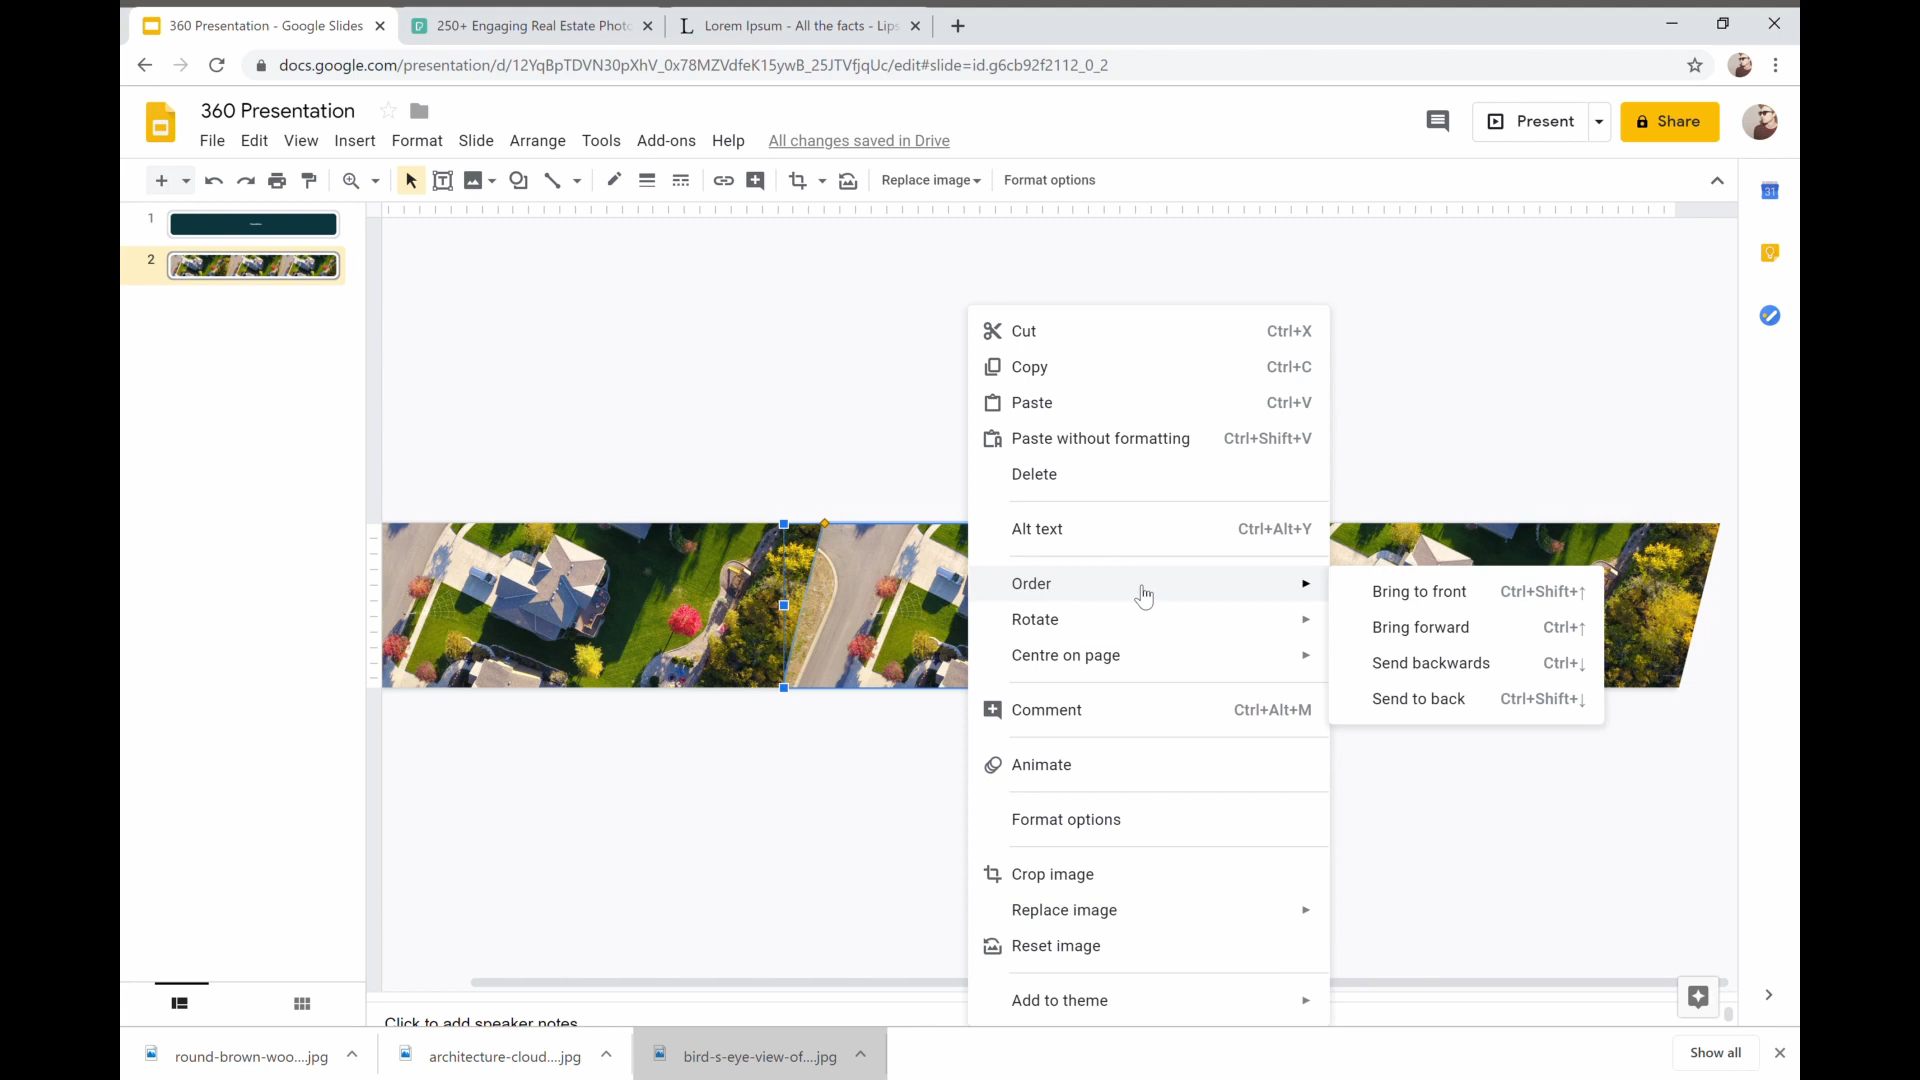 360 Presentation - Google Slides
250+ Engaging Real Estate Photo
Lorem Ipsum - All the facts - Lips
docs.google.com/presentation/d/12YqBpTDVN30pXhV_0x78MZVdfeK15ywB_25JTVfjqUc/edit#slide=id.g6cb92f2112_0_2
360 Presentation
File Edit View Insert Format Slide Arrange Tools Add-ons Help All changes saved in Drive
Present
Share
Replace image
Format options
31
1
2
Cut Ctrl+X
Copy Ctrl+C
Paste Ctrl+V
Paste without formatting Ctrl+Shift+V
Delete
Alt text Ctrl+Alt+Y
Order
Rotate
Centre on page
Comment Ctrl+Alt+M
Animate
Format options
Crop image
Replace image
Reset image
Add to theme
Bring to front Ctrl+Shift+↑
Bring forward Ctrl+↑
Send backwards Ctrl+↓
Send to back Ctrl+Shift+↓
Click to add speaker notes
round-brown-woo....jpg
architecture-cloud....jpg
bird-s-eye-view-of....jpg
Show all